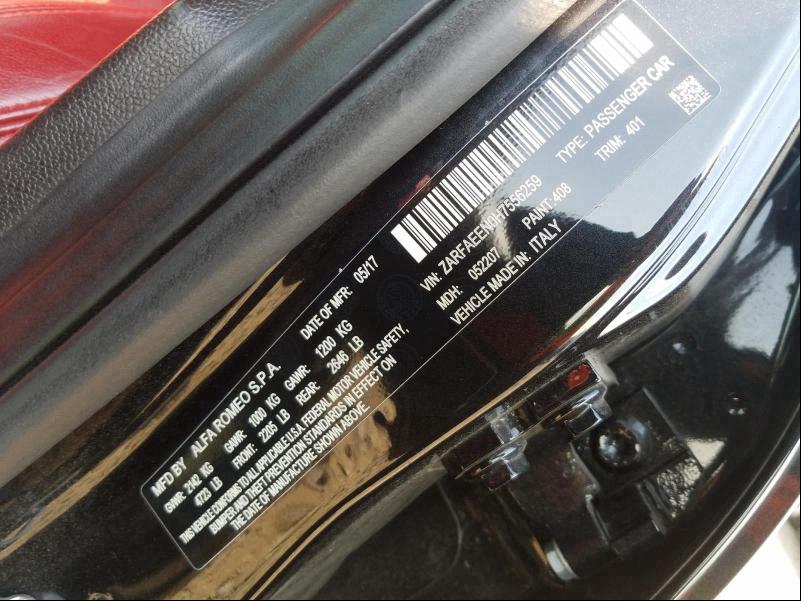 MFD BY ALFA ROMEO S.P.A. DATE OF MFR: 05/17
GVWR: 2142 KG GAWR: 1000 KG GAWR: 1200 KG
4723 LB FRONT: 2205 LB REAR: 2646 LB
THIS VEHICLE CONFORMS TO ALL APPLICABLE U.S.A. FEDERAL MOTOR VEHICLE SAFETY,
BUMPER AND THEFT PREVENTION STANDARDS IN EFFECT ON
THE DATE OF MANUFACTURE SHOWN ABOVE.
VIN: ZARFAEEN0H7556259 TYPE: PASSENGER CAR
MDH: 052207 PAINT: 408 TRIM: 401
VEHICLE MADE IN: ITALY